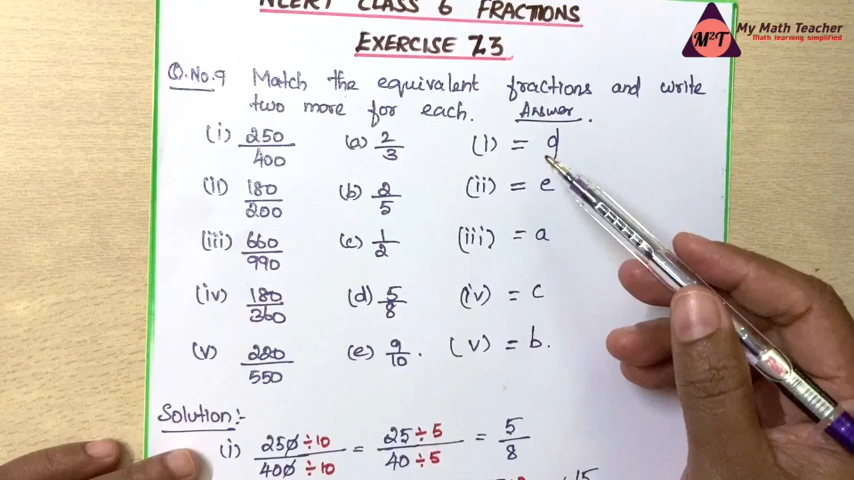 NCERT CLASS 6 FRACTIONS
EXERCISE 7.3
M²T My Math Teacher
Math learning simplified
Q.No.9 Match the equivalent fractions and write
two more for each. Answer.
(i) 250/400 (a) 2/3 (i) = d
(ii) 180/200 (b) 2/5 (ii) = e
(iii) 660/990 (c) 1/2 (iii) = a
(iv) 180/360 (d) 5/8 (iv) = c
(v) 220/550 (e) 9/10. (v) = b.
Solution:-
(i) 250÷10/400÷10 = 25÷5/40÷5 = 5/8